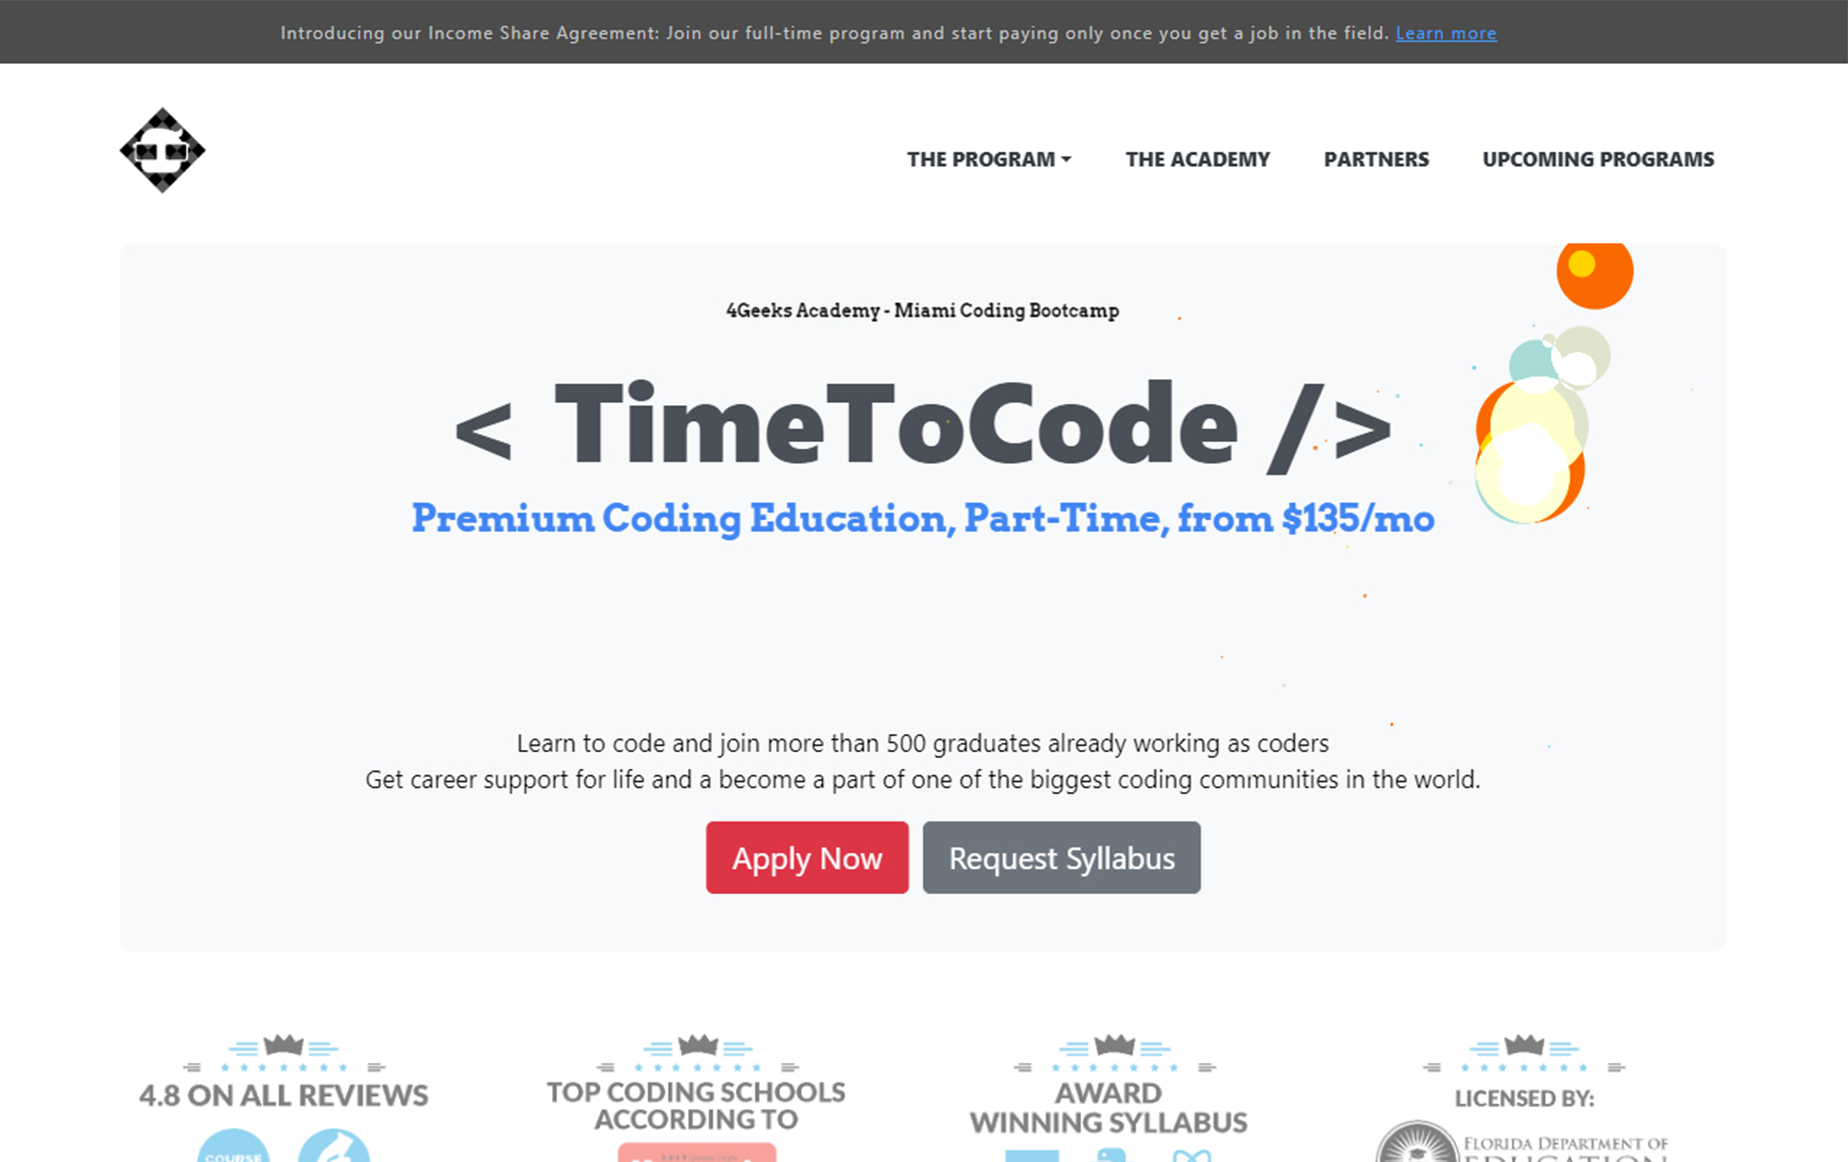 Introducing our Income Share Agreement: Join our full-time program and start paying only once you get a job in the field. Learn more
THE PROGRAM
THE ACADEMY
PARTNERS
UPCOMING PROGRAMS
4Geeks Academy - Miami Coding Bootcamp
< TimeToCode />
Premium Coding Education, Part-Time, from $135/mo
Learn to code and join more than 500 graduates already working as coders
Get career support for life and a become a part of one of the biggest coding communities in the world.
Apply Now
Request Syllabus
4.8 ON ALL REVIEWS
COURSE
TOP CODING SCHOOLS
ACCORDING TO
2017
AWARD
WINNING SYLLABUS
LICENSED BY:
FLORIDA DEPARTMENT OF
EDUCATION